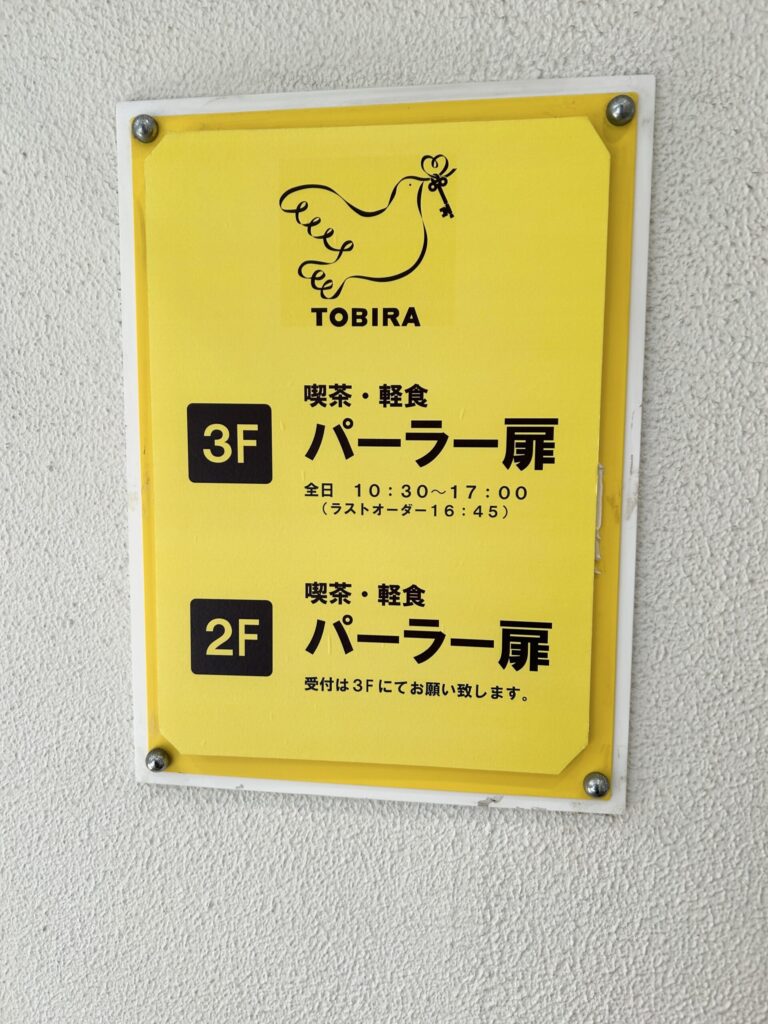 TOBIRA
3F
喫茶・軽食
パーラー扉
全日　10：30〜17：00
（ラストオーダー16：45）
2F
喫茶・軽食
パーラー扉
受付は3Fにてお願い致します。